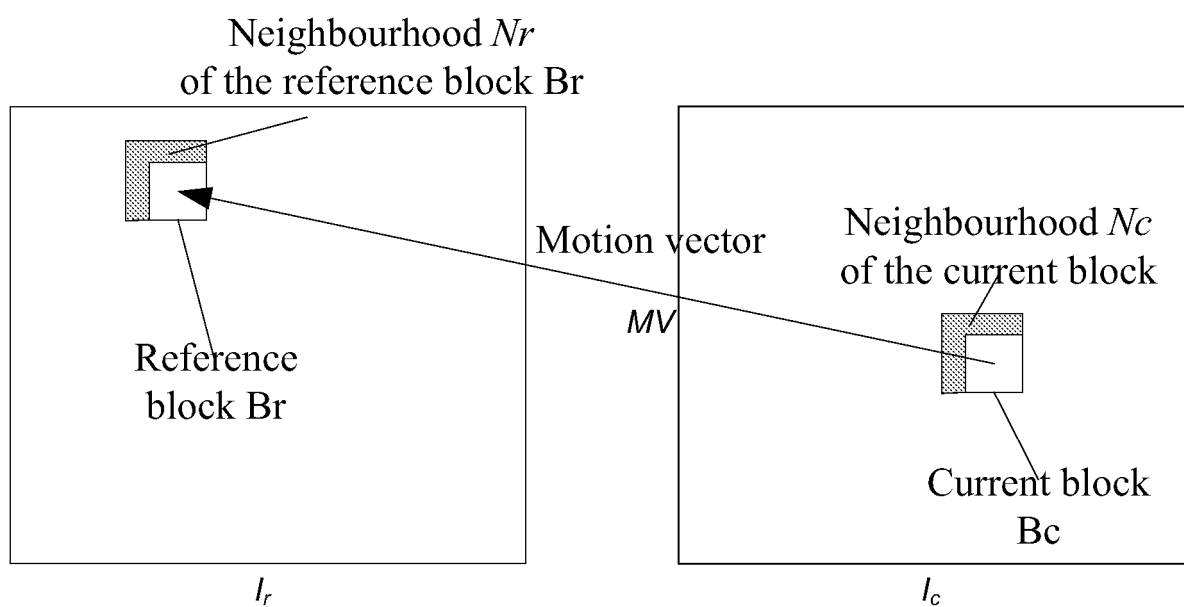 Neighbourhood Nr
of the reference block Br
Motion vector
MV
Neighbourhood Nc
of the current block
Reference
block Br
Current block
Bc
Ir
Ic